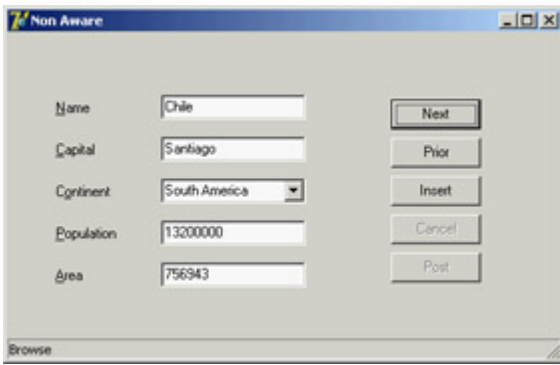 Non Aware
Name Chile Next
Capital Santiago Prior
Continent South America Insert
Population 13200000 Cancel
Area 756943 Post
Browse